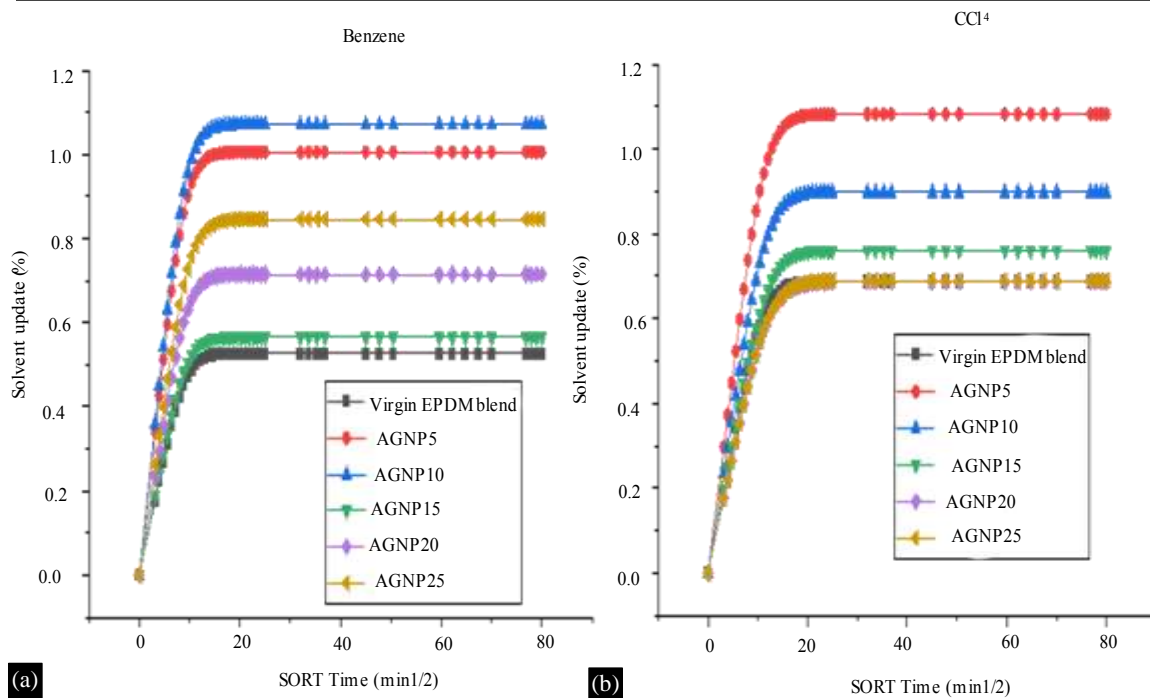 Benzene
1.2
1.0
0.8
0.6
0.4
0.2
0.0
Solvent update (%)
Virgin EPDM blend
AGNP5
AGNP10
AGNP15
AGNP20
AGNP25
0 20 40 60 80
SORT Time (min1/2)
(a)
CCl⁴
1.2
1.0
0.8
0.6
0.4
0.2
0.0
Solvent update (%)
Virgin EPDM blend
AGNP5
AGNP10
AGNP15
AGNP20
AGNP25
0 20 40 60 80
SORT Time (min1/2)
(b)